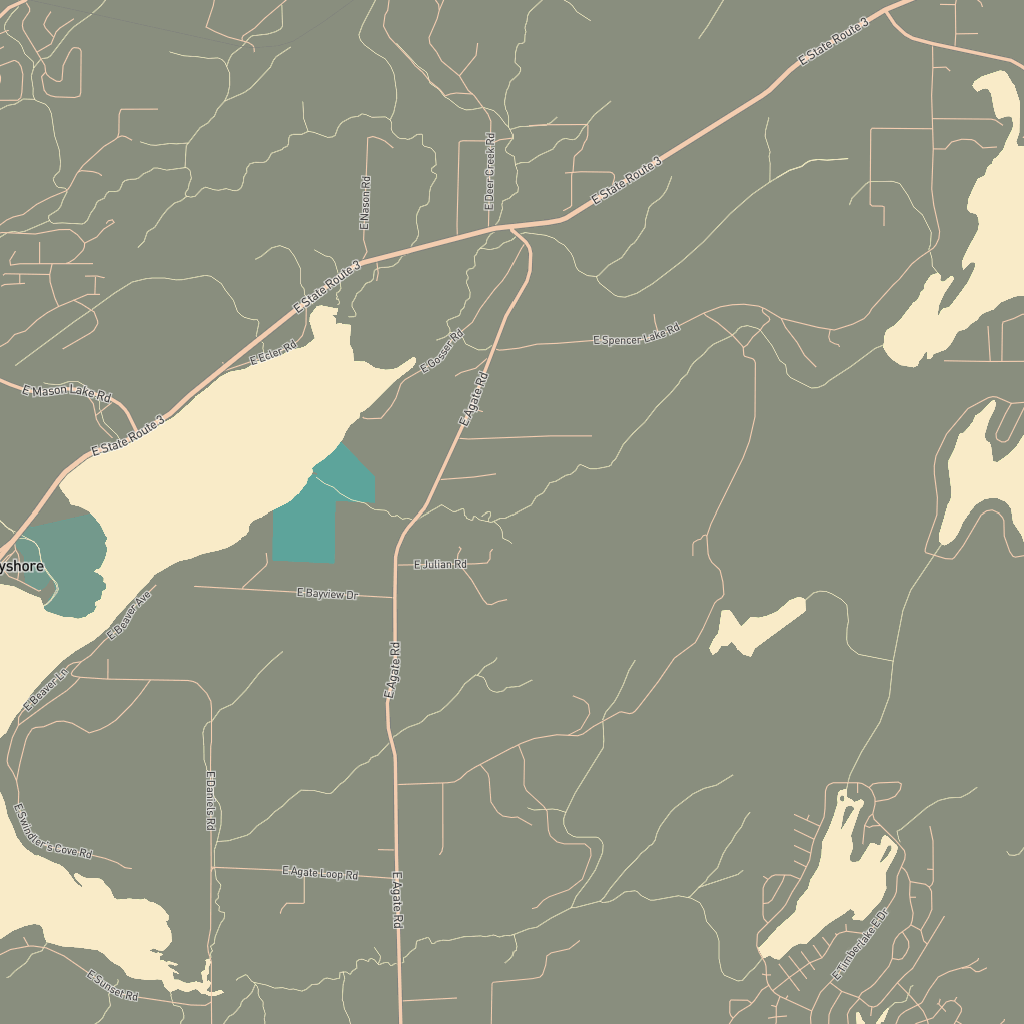 E State Route 3
E Deer Creek Rd
E State Route 3
E Nason Rd
E State Route 3
E Spencer Lake Rd
E Ecler Rd
E Gosser Rd
E Mason Lake Rd
E Agate Rd
E State Route 3
yshore
E Julian Rd
E Bayview Dr
E Beaver Ave
E Agate Rd
E Beaver Ln
E Daniels Rd
E Swindler's Cove Rd
E Agate Loop Rd
E Agate Rd
E Timberlake E Dr
E Sunset Rd